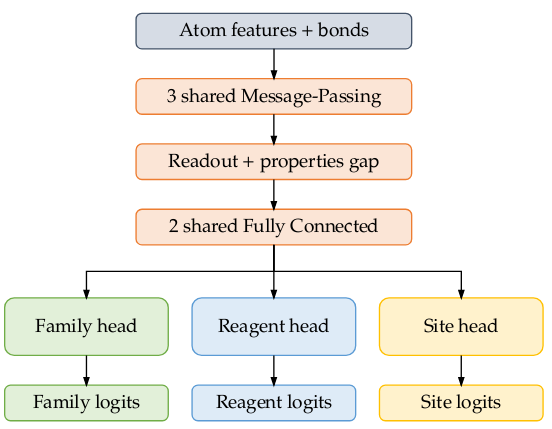 Atom features + bonds
3 shared Message-Passing
Readout + properties gap
2 shared Fully Connected
Family head
Reagent head
Site head
Family logits
Reagent logits
Site logits